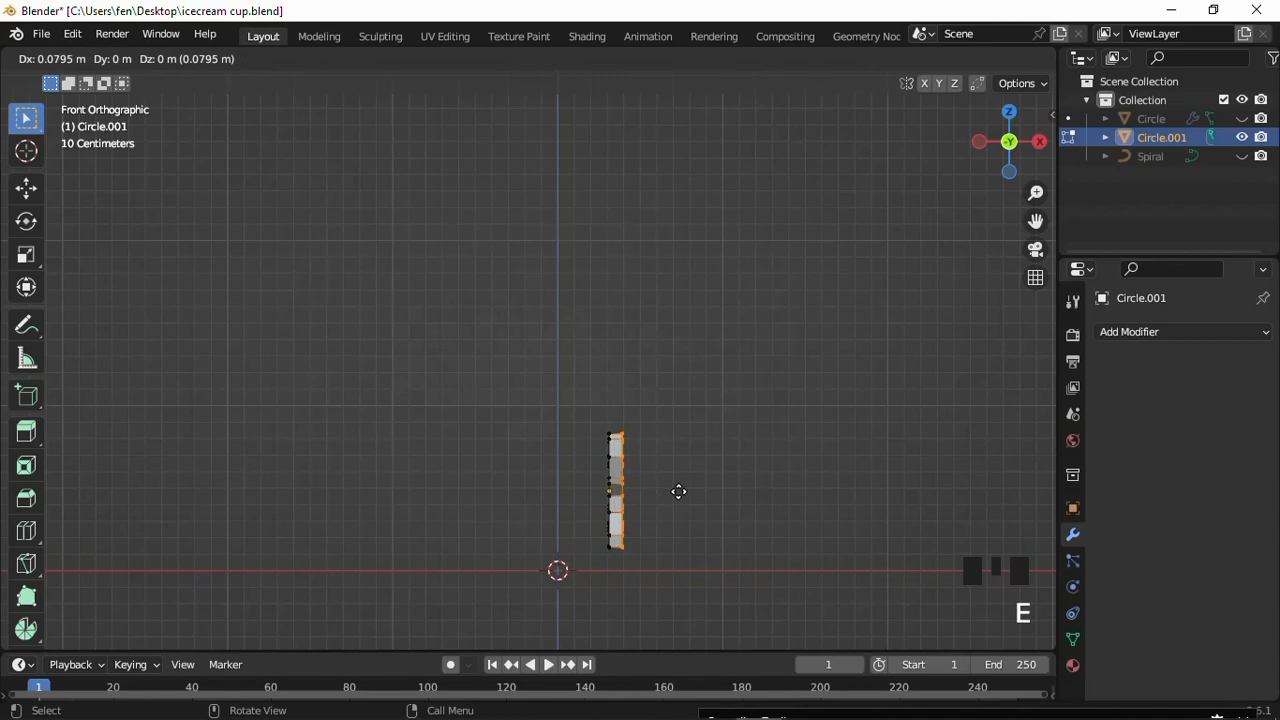 Blender* [C:\Users\fen\Desktop\icecream cup.blend]
File Edit Render Window Help Layout Modeling Sculpting UV Editing Texture Paint Shading Animation Rendering Compositing Geometry Noc Scene ViewLayer
Dx: 0.0795 m Dy: 0 m Dz: 0 m (0.0795 m)
X Y Z Options
Front Orthographic
(1) Circle.001
10 Centimeters
Z
-Y X
Scene Collection
Collection
Circle
Circle.001
Spiral
Circle.001
Add Modifier
E
Playback Keying View Marker 1 Start 1 End 250
1 20 40 60 80 100 120 140 160 180 200 220 240
Select Rotate View Call Menu